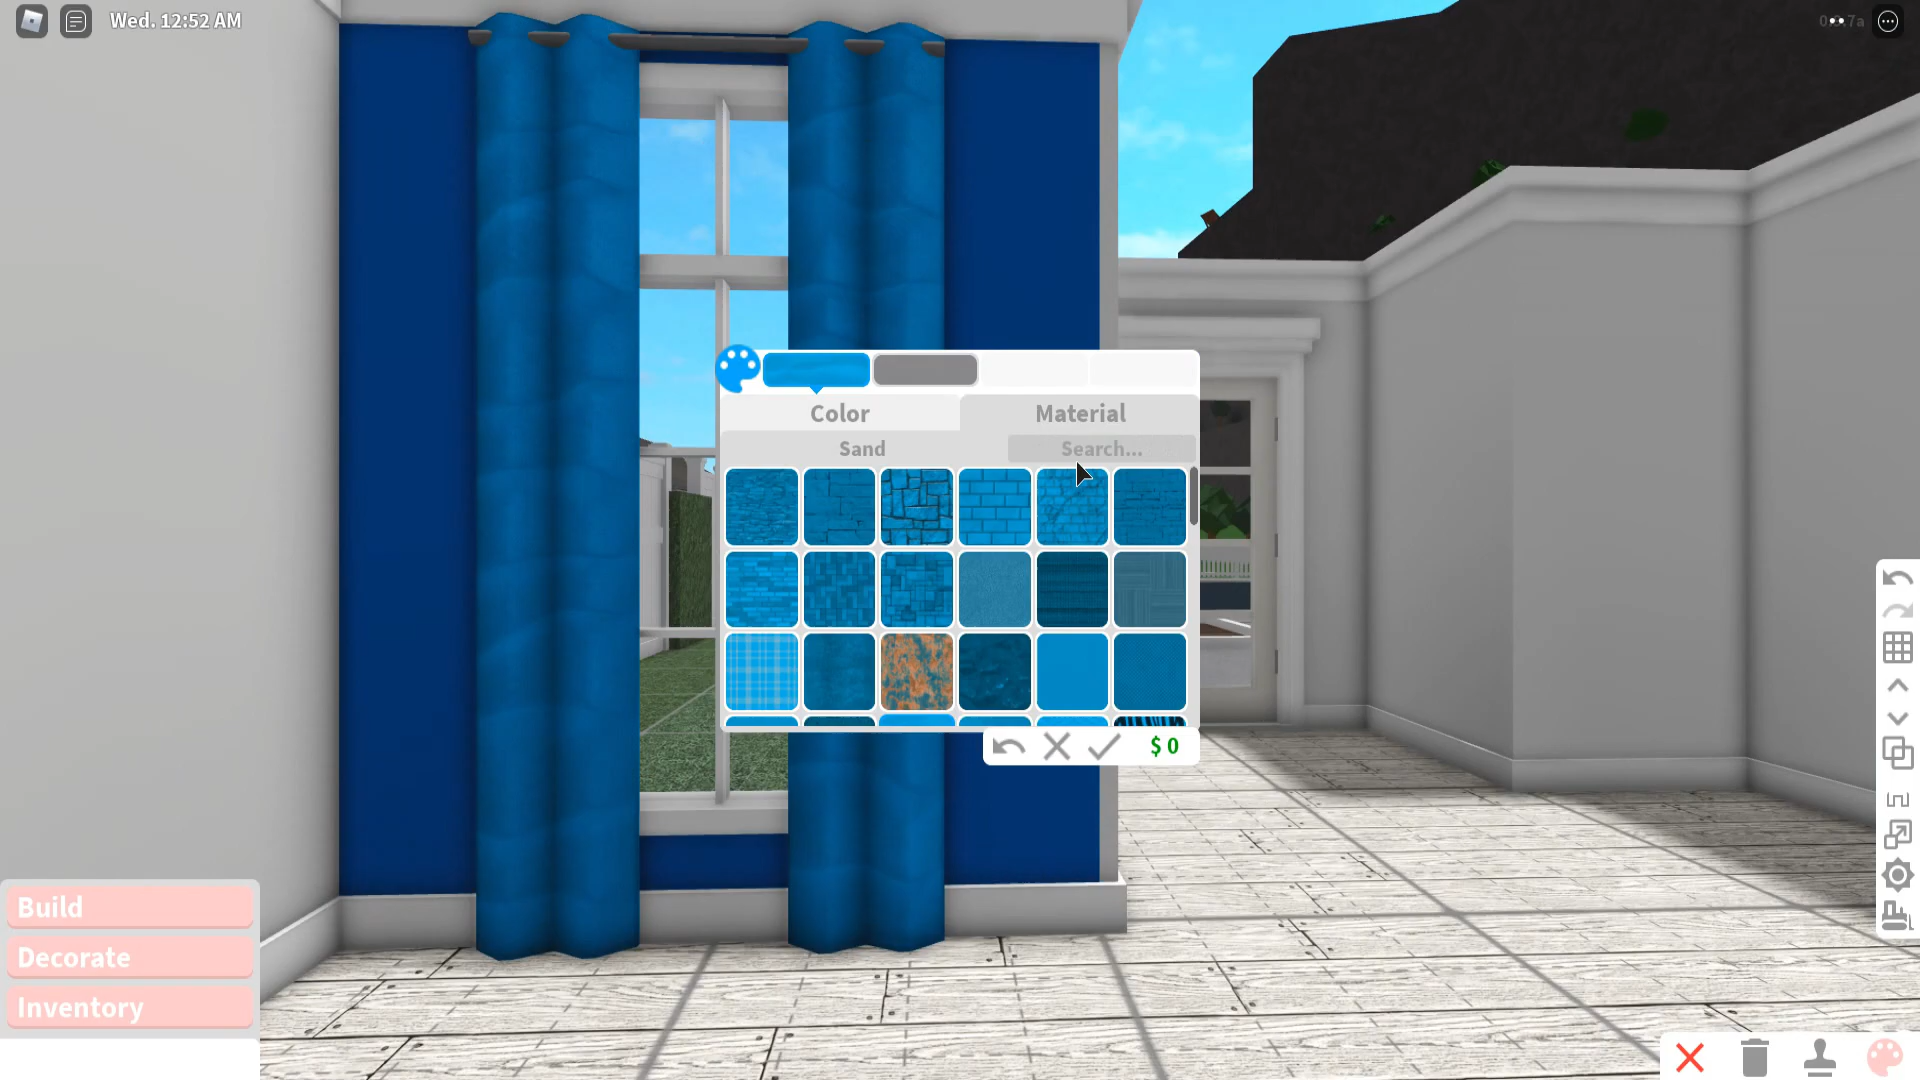 Wed. 12:52 AM
Color
Material
Sand
Search...
$ 0
Build
Decorate
Inventory